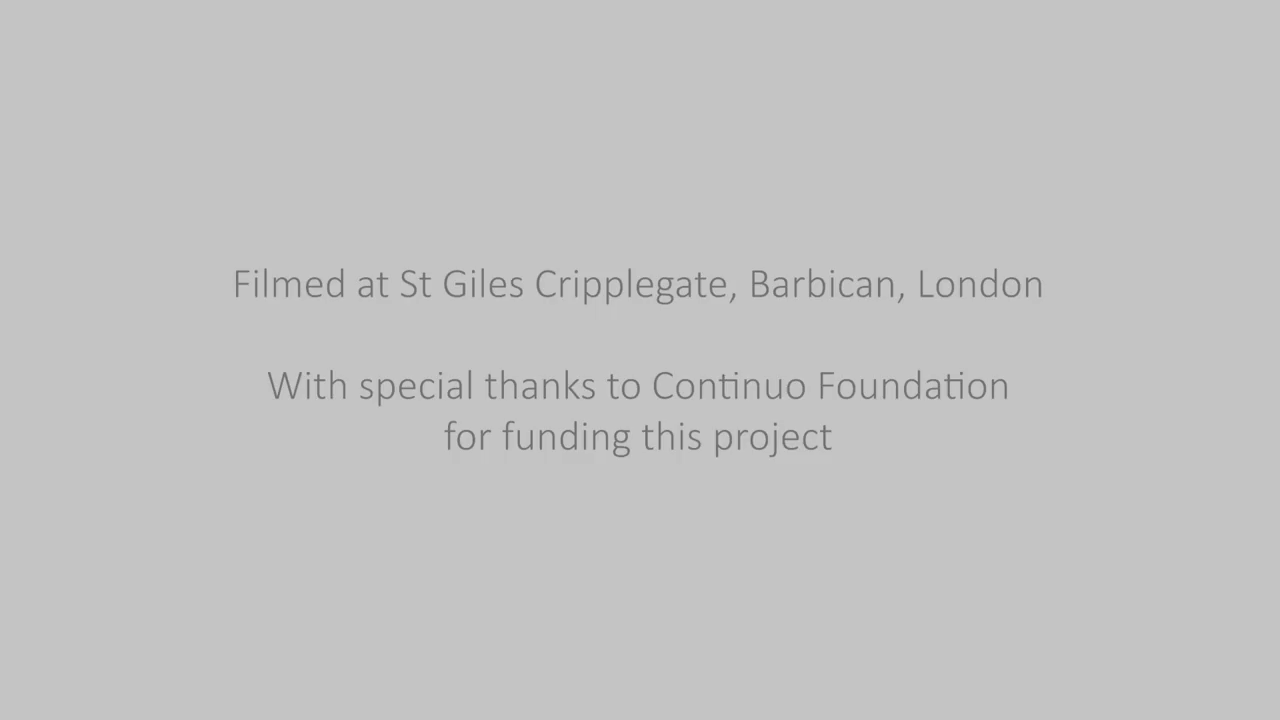 Filmed at St Giles Cripplegate, Barbican, London
With special thanks to Continuo Foundation
for funding this project